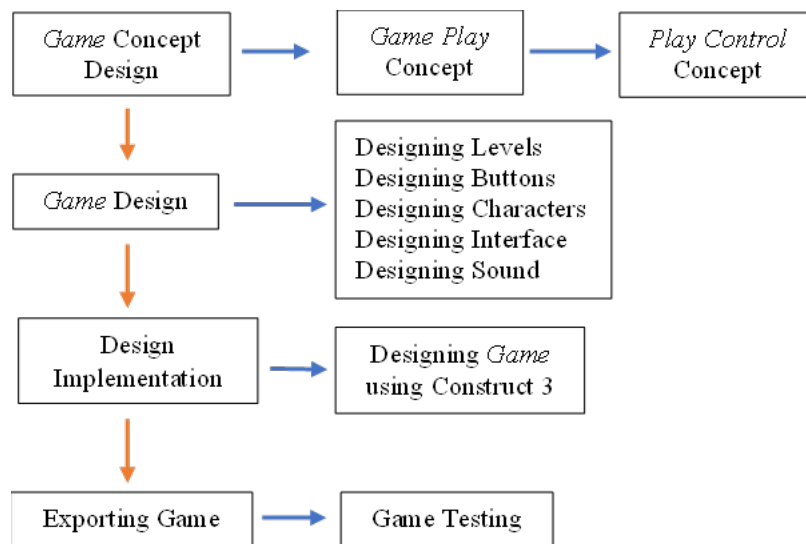 Game Concept
Design
Game Play
Concept
Play Control
Concept
Game Design
Designing Levels
Designing Buttons
Designing Characters
Designing Interface
Designing Sound
Design
Implementation
Designing Game
using Construct 3
Exporting Game
Game Testing